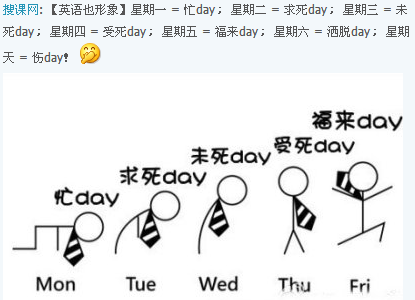 搜课网:【英语也形象】星期一 = 忙day； 星期二 = 求死day； 星期三 = 未
死day； 星期四 = 受死day； 星期五 = 福来day； 星期六 = 洒脱day； 星期
天 = 伤day！
福来day
受死day
未死day
求死day
忙day
Mon Tue Wed Thu Fri